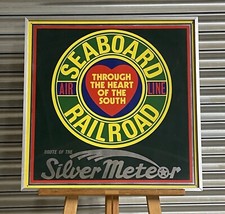 SEABOARD
AIR LINE
THROUGH
THE HEART
OF THE
SOUTH
RAILROAD
ROUTE OF THE
Silver Meteor